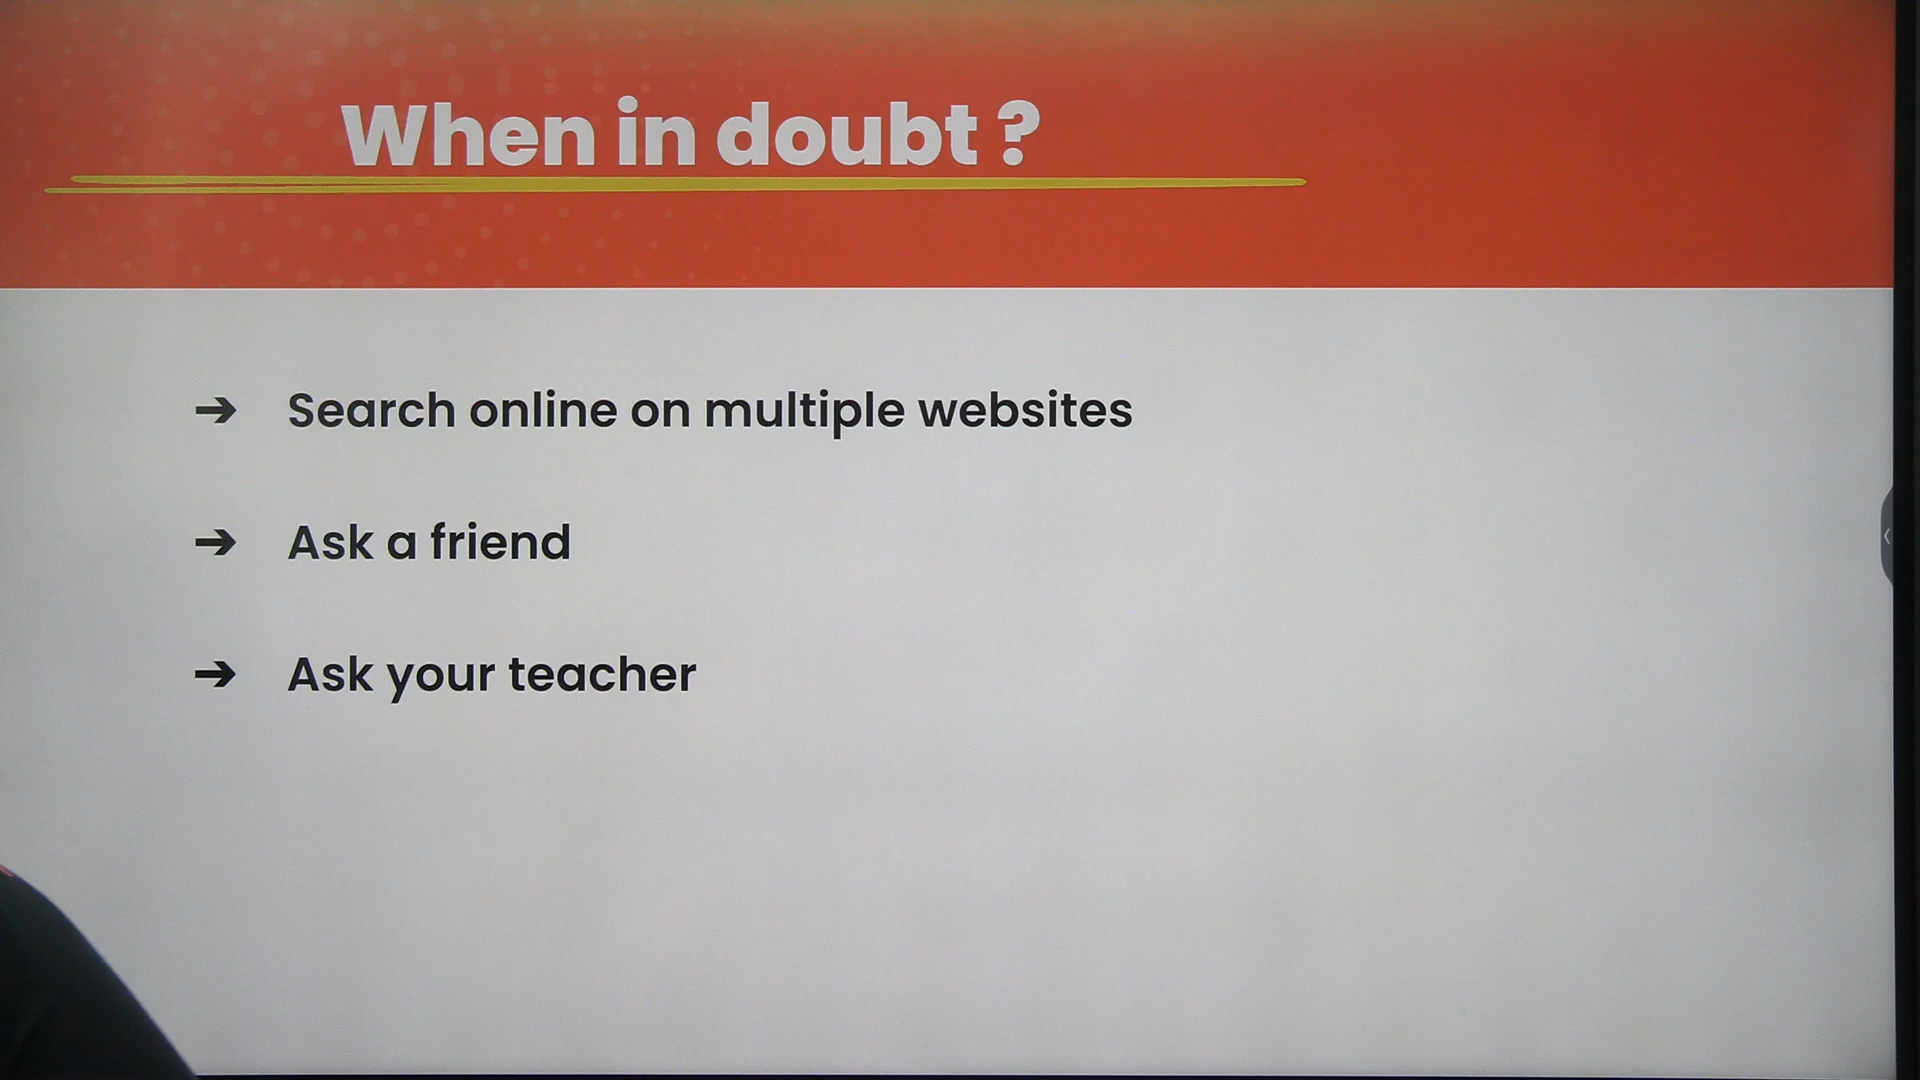 When in doubt ?
➔ Search online on multiple websites
➔ Ask a friend
➔ Ask your teacher